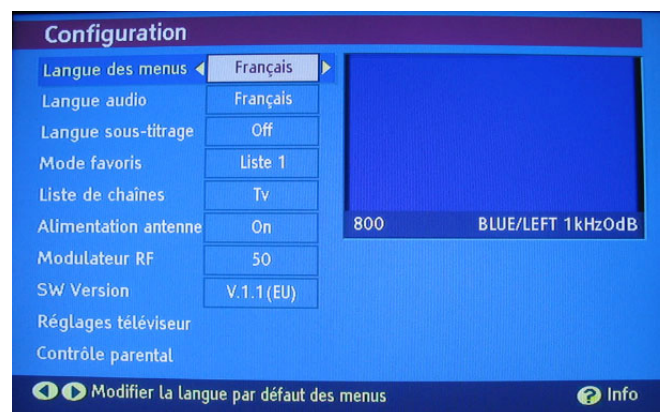 Configuration
Langue des menus Français
Langue audio Français
Langue sous-titrage Off
Mode favoris Liste 1
Liste de chaînes Tv
Alimentation antenne On
800 BLUE/LEFT 1kHz0dB
Modulateur RF 50
SW Version V.1.1(EU)
Réglages téléviseur
Contrôle parental
Modifier la langue par défaut des menus
? Info